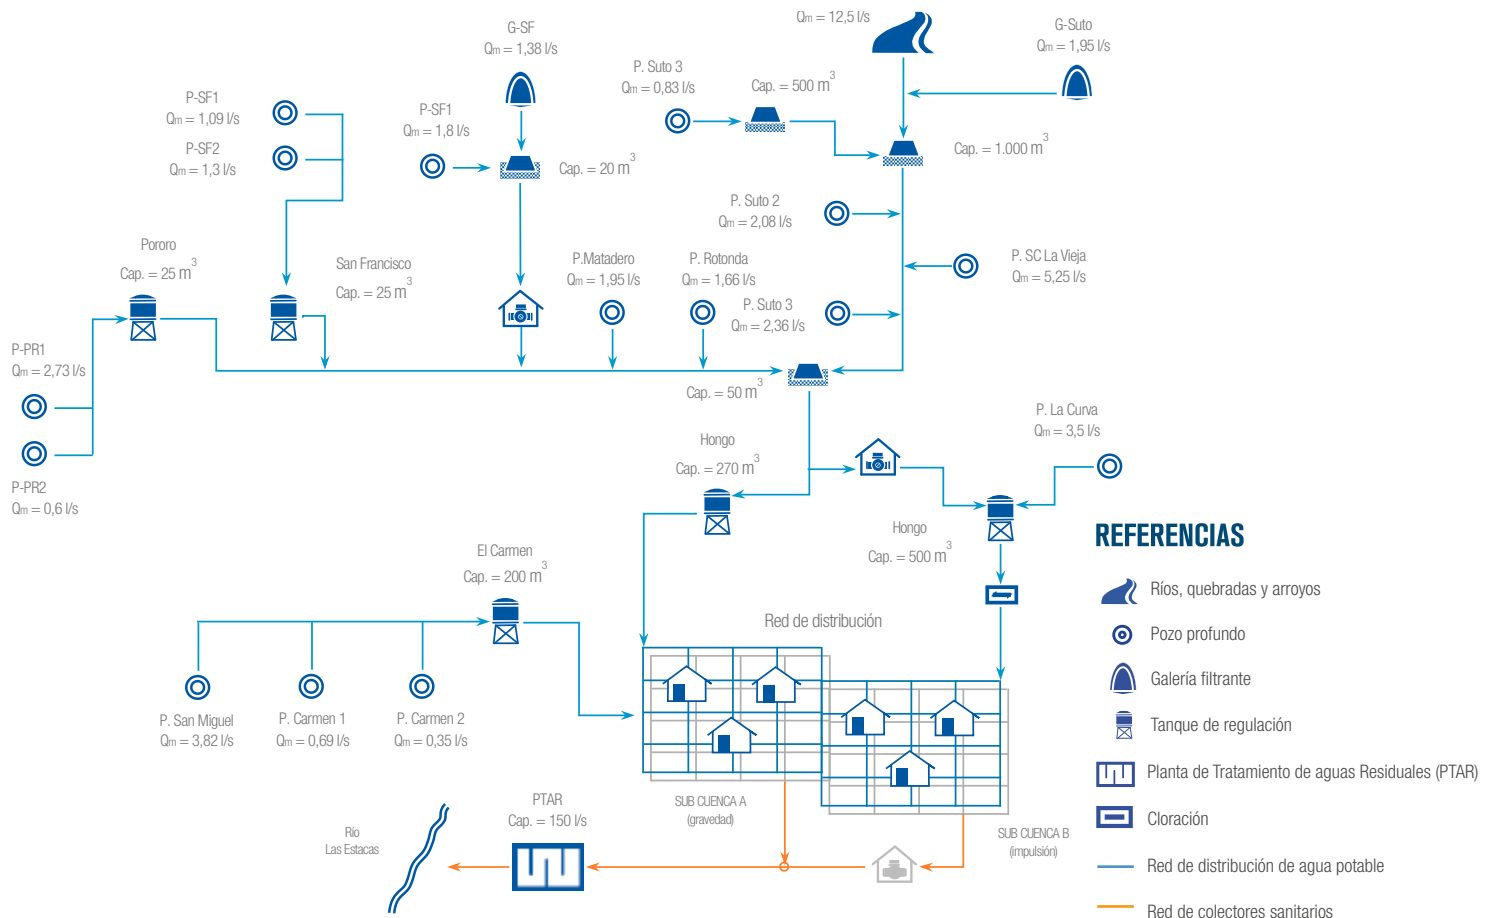 Qm = 12,5 l/s
G-Suto
Qm = 1,95 l/s
G-SF
Qm = 1,38 l/s
P. Suto 3
Qm = 0,83 l/s
Cap. = 500 m³
P-SF1
Qm = 1,09 l/s
P-SF2
Qm = 1,3 l/s
P-SF1
Qm = 1,8 l/s
Cap. = 20 m³
Cap. = 1.000 m³
P. Suto 2
Qm = 2,08 l/s
Pororo
Cap. = 25 m³
San Francisco
Cap. = 25 m³
P.Matadero
Qm = 1,95 l/s
P. Rotonda
Qm = 1,66 l/s
P. SC La Vieja
Qm = 5,25 l/s
P. Suto 3
Qm = 2,36 l/s
P-PR1
Qm = 2,73 l/s
Cap. = 50 m³
P-PR2
Qm = 0,6 l/s
Hongo
Cap. = 270 m³
P. La Curva
Qm = 3,5 l/s
Hongo
Cap. = 500 m³
El Carmen
Cap. = 200 m³
Red de distribución
P. San Miguel
Qm = 3,82 l/s
P. Carmen 1
Qm = 0,69 l/s
P. Carmen 2
Qm = 0,35 l/s
SUB CUENCA A
(gravedad)
SUB CUENCA B
(impulsión)
PTAR
Cap. = 150 l/s
Río
Las Estacas
REFERENCIAS
Ríos, quebradas y arroyos
Pozo profundo
Galería filtrante
Tanque de regulación
Planta de Tratamiento de aguas Residuales (PTAR)
Cloración
Red de distribución de agua potable
Red de colectores sanitarios